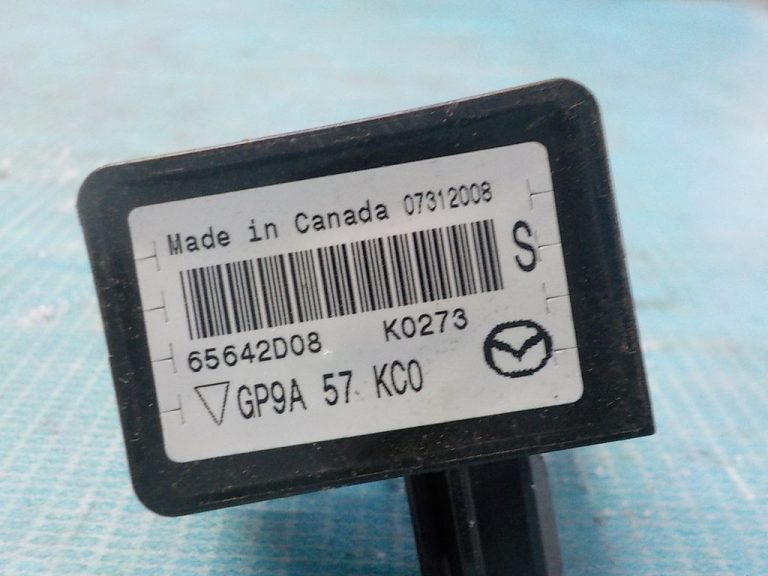 Made in Canada 07312008
S
65642D08 K0273
GP9A 57 KC0